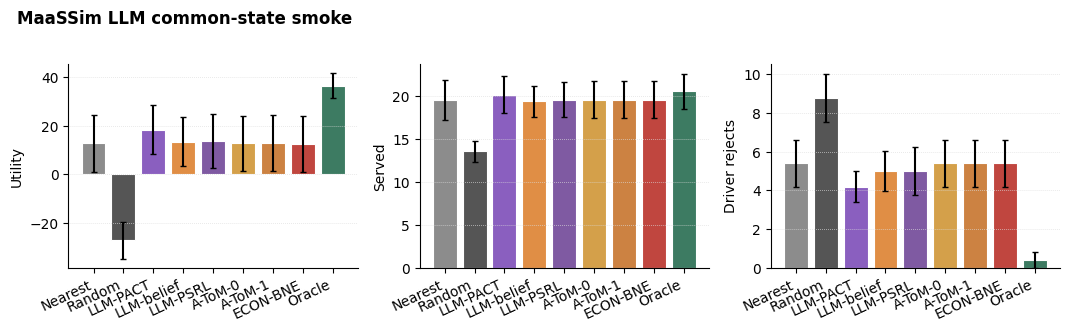 MaaSSim LLM common-state smoke
Utility
40
20
0
−20
Nearest
Random
LLM-PACT
LLM-belief
LLM-PSRL
A-ToM-0
A-ToM-1
ECON-BNE
Oracle
Served
20
15
10
5
0
Nearest
Random
LLM-PACT
LLM-belief
LLM-PSRL
A-ToM-0
A-ToM-1
ECON-BNE
Oracle
Driver rejects
10
8
6
4
2
0
Nearest
Random
LLM-PACT
LLM-belief
LLM-PSRL
A-ToM-0
A-ToM-1
ECON-BNE
Oracle